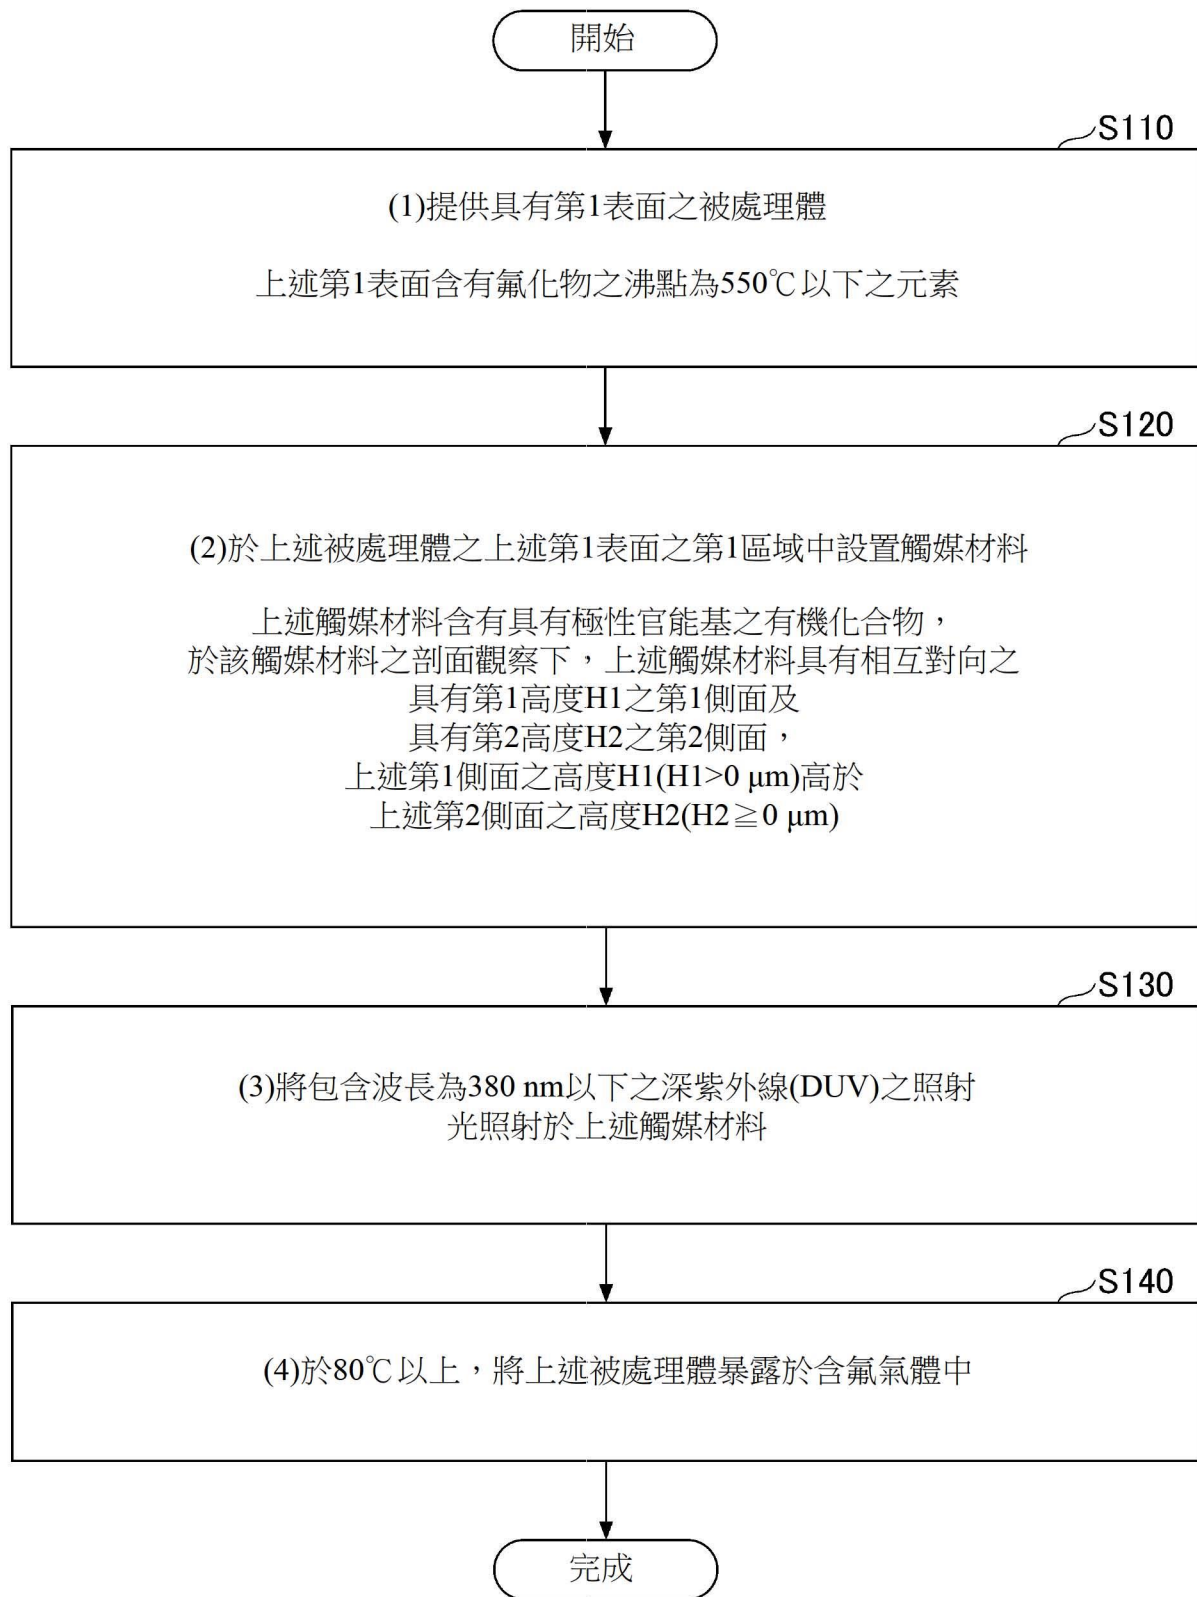 開始
S110
(1)提供具有第1表面之被處理體
上述第1表面含有氟化物之沸點為550℃以下之元素
S120
(2)於上述被處理體之上述第1表面之第1區域中設置觸媒材料
上述觸媒材料含有具有極性官能基之有機化合物，
於該觸媒材料之剖面觀察下，上述觸媒材料具有相互對向之
具有第1高度H1之第1側面及
具有第2高度H2之第2側面，
上述第1側面之高度H1(H1>0 μm)高於
上述第2側面之高度H2(H2≧0 μm)
S130
(3)將包含波長為380 nm以下之深紫外線(DUV)之照射
光照射於上述觸媒材料
S140
(4)於80℃以上，將上述被處理體暴露於含氟氣體中
完成